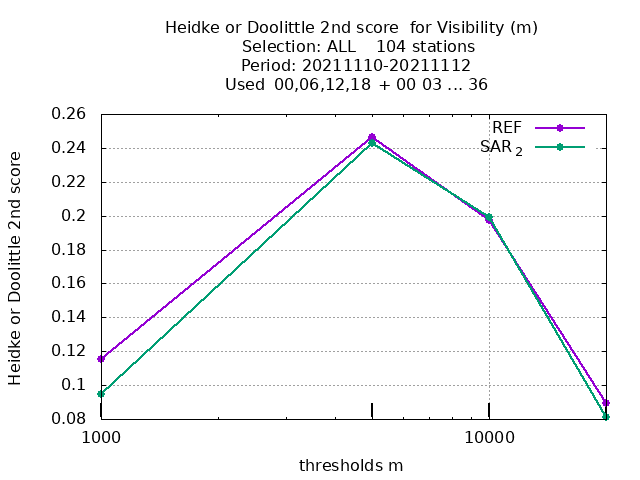 Heidke or Doolittle 2nd score  for Visibility (m)
Selection: ALL    104 stations
Period: 20211110-20211112
Used  00,06,12,18 + 00 03 ... 36
Heidke or Doolittle 2nd score
0.26
0.24
0.22
0.2
0.18
0.16
0.14
0.12
0.1
0.08
REF
SAR 2
1000
10000
thresholds m